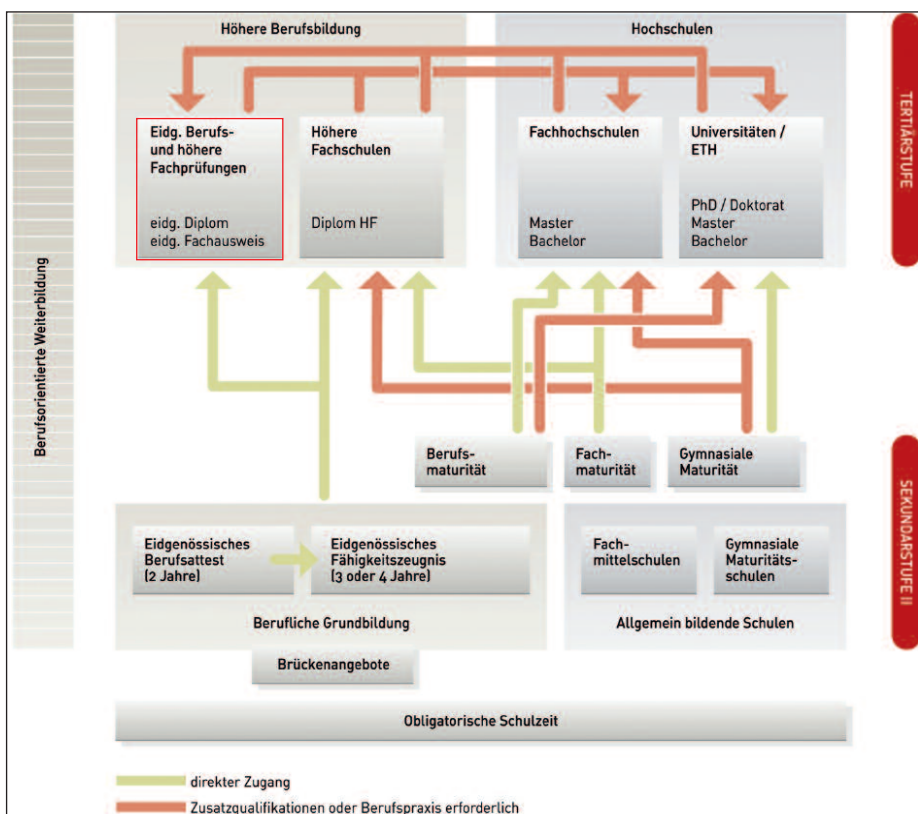 Höhere Berufsbildung
Hochschulen
TERTIÄRSTUFE
Eidg. Berufs-
und höhere
Fachprüfungen
eidg. Diplom
eidg. Fachausweis
Höhere
Fachschulen
Diplom HF
Fachhochschulen
Master
Bachelor
Universitäten /
ETH
PhD / Doktorat
Master
Bachelor
Berufsorientierte Weiterbildung
Berufs-
maturität
Fach-
maturität
Gymnasiale
Maturität
SEKUNDARSTUFE II
Eidgenössisches
Berufsattest
(2 Jahre)
Eidgenössisches
Fähigkeitszeugnis
(3 oder 4 Jahre)
Fach-
mittelschulen
Gymnasiale
Maturitäts-
schulen
Berufliche Grundbildung
Allgemein bildende Schulen
Brückenangebote
Obligatorische Schulzeit
direkter Zugang
Zusatzqualifikationen oder Berufspraxis erforderlich